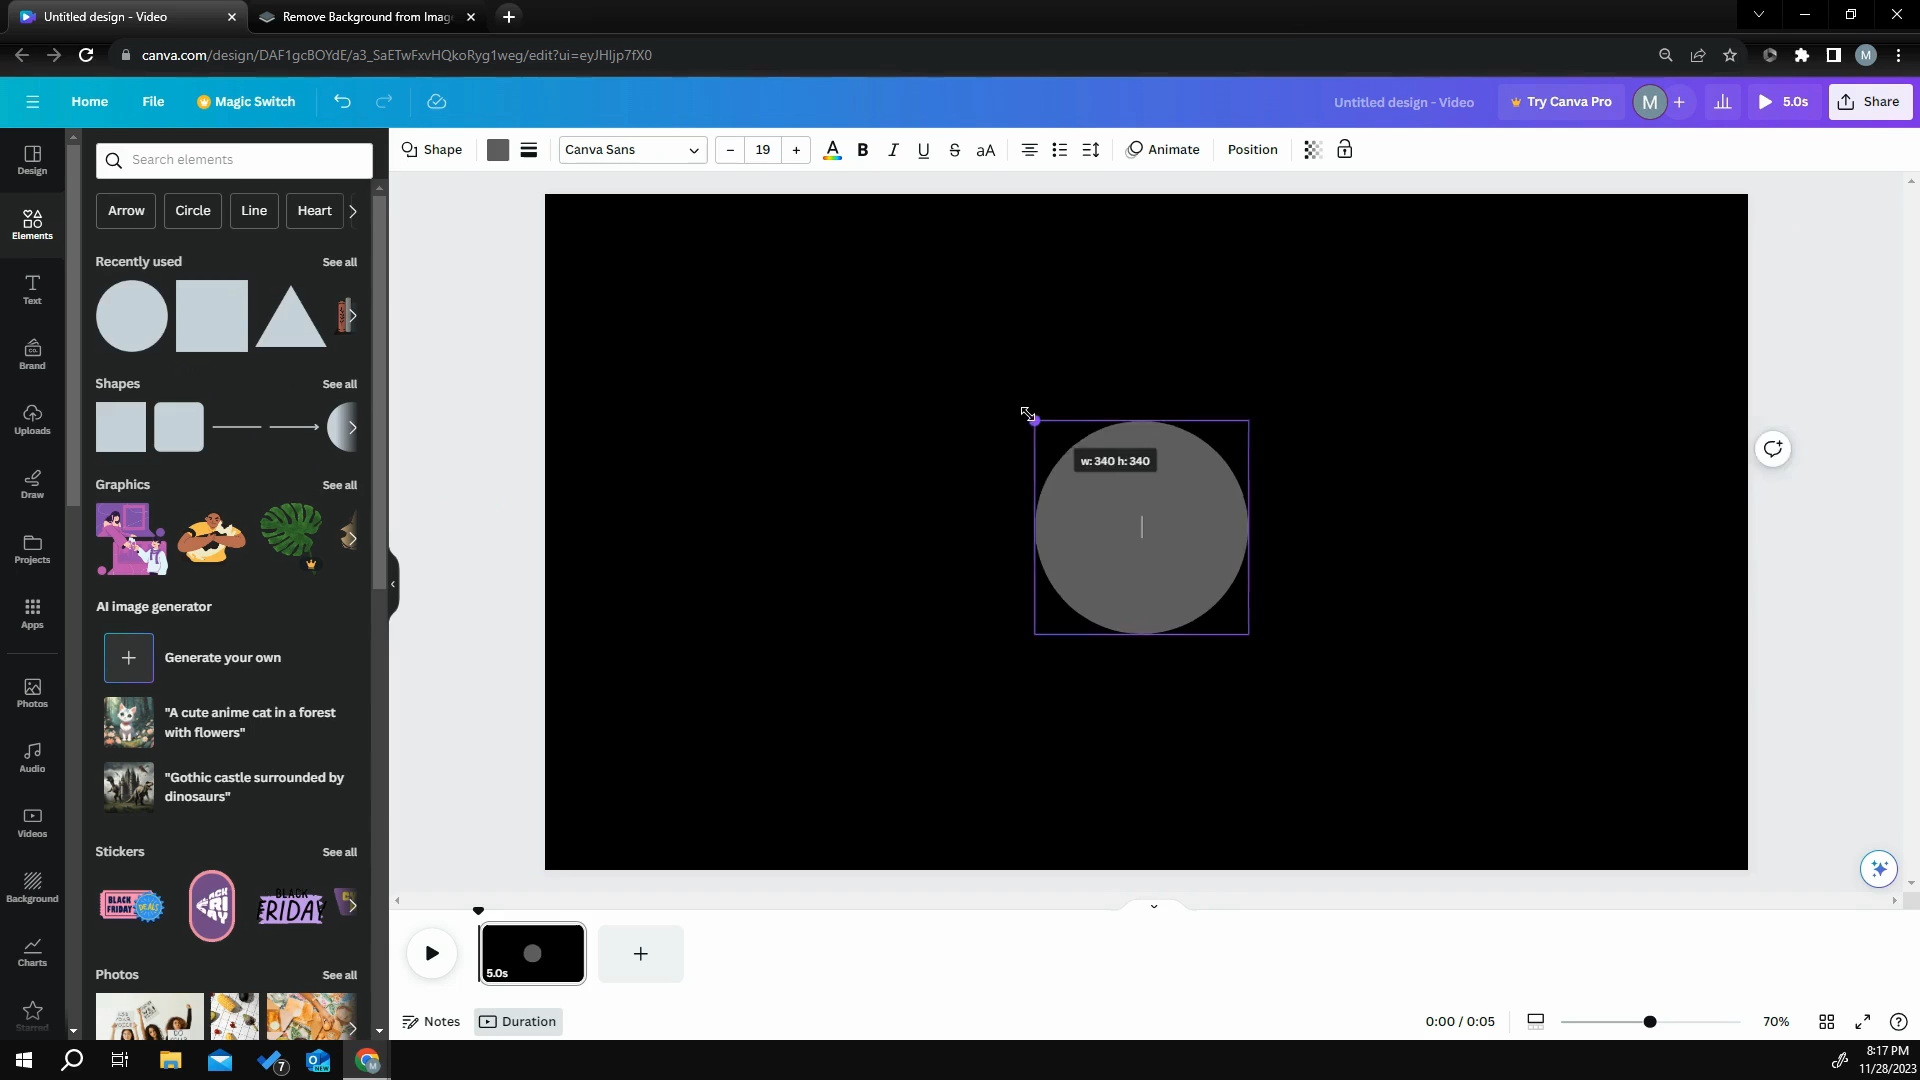 Untitled design - Video
Remove Background from Imag
canva.com/design/DAF1gcBOYdE/a3_SaETwFxvHQkoRyg1weg/edit?ui=eyJHIjp7fX0
M
Home
File
Magic Switch
Untitled design - Video
Try Canva Pro
M
5.0s
Share
Design
Elements
Text
Brand
Uploads
Draw
Projects
Apps
Photos
Audio
Videos
Background
Charts
Starred
Search elements
Arrow
Circle
Line
Heart
Recently used
See all
Shapes
See all
Graphics
See all
AI image generator
Generate your own
"A cute anime cat in a forest
with flowers"
"Gothic castle surrounded by
dinosaurs"
Stickers
See all
BLACK
FRIDAY
DEALS
BLACK
FRIDAY
Photos
See all
Shape
Canva Sans
19
A
B
I
U
S
aA
Animate
Position
w: 340 h: 340
5.0s
Notes
Duration
0:00 / 0:05
70%
7
NEW
M
8:17 PM
11/28/2023